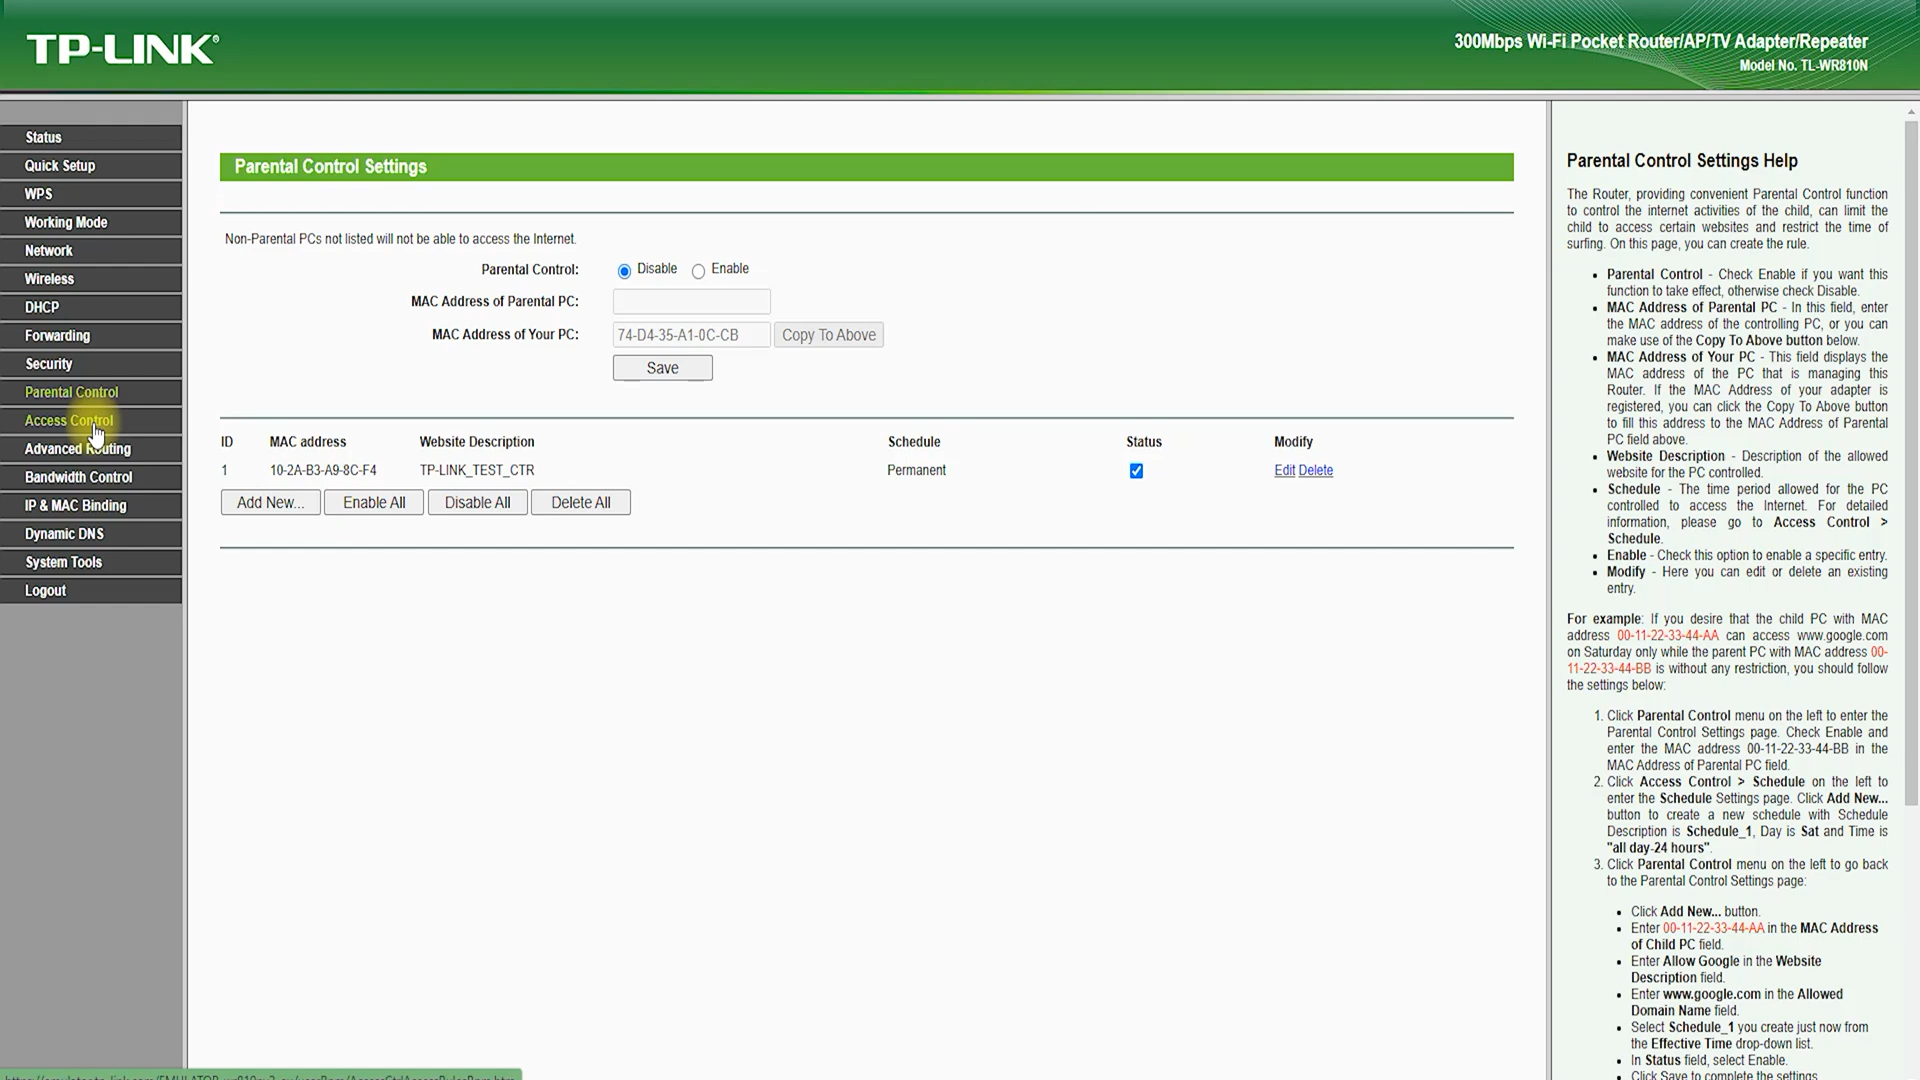 TP-LINK®
300Mbps Wi-Fi Pocket Router/AP/TV Adapter/Repeater
Model No. TL-WR810N
Status
Quick Setup
WPS
Working Mode
Network
Wireless
DHCP
Forwarding
Security
Parental Control
Access Control
Advanced Routing
Bandwidth Control
IP & MAC Binding
Dynamic DNS
System Tools
Logout
Parental Control Settings
Non-Parental PCs not listed will not be able to access the Internet.
Parental Control: Disable Enable
MAC Address of Parental PC:
MAC Address of Your PC: 74-D4-35-A1-0C-CB Copy To Above
Save
ID MAC address Website Description Schedule Status Modify
1 10-2A-B3-A9-8C-F4 TP-LINK_TEST_CTR Permanent Edit Delete
Add New... Enable All Disable All Delete All
Parental Control Settings Help
The Router, providing convenient Parental Control function
to control the internet activities of the child, can limit the
child to access certain websites and restrict the time of
surfing. On this page, you can create the rule.
• Parental Control - Check Enable if you want this
function to take effect, otherwise check Disable.
• MAC Address of Parental PC - In this field, enter
the MAC address of the controlling PC, or you can
make use of the Copy To Above button below.
• MAC Address of Your PC - This field displays the
MAC address of the PC that is managing this
Router. If the MAC Address of your adapter is
registered, you can click the Copy To Above button
to fill this address to the MAC Address of Parental
PC field above.
• Website Description - Description of the allowed
website for the PC controlled.
• Schedule - The time period allowed for the PC
controlled to access the Internet. For detailed
information, please go to Access Control >
Schedule.
• Enable - Check this option to enable a specific entry.
• Modify - Here you can edit or delete an existing
entry.
For example: If you desire that the child PC with MAC
address 00-11-22-33-44-AA can access www.google.com
on Saturday only while the parent PC with MAC address 00-
11-22-33-44-BB is without any restriction, you should follow
the settings below:
1. Click Parental Control menu on the left to enter the
Parental Control Settings page. Check Enable and
enter the MAC address 00-11-22-33-44-BB in the
MAC Address of Parental PC field.
2. Click Access Control > Schedule on the left to
enter the Schedule Settings page. Click Add New...
button to create a new schedule with Schedule
Description is Schedule_1, Day is Sat and Time is
"all day-24 hours".
3. Click Parental Control menu on the left to go back
to the Parental Control Settings page:
• Click Add New... button.
• Enter 00-11-22-33-44-AA in the MAC Address
of Child PC field.
• Enter Allow Google in the Website
Description field.
• Enter www.google.com in the Allowed
Domain Name field.
• Select Schedule_1 you create just now from
the Effective Time drop-down list.
• In Status field, select Enable.
• Click Save to complete the settings.